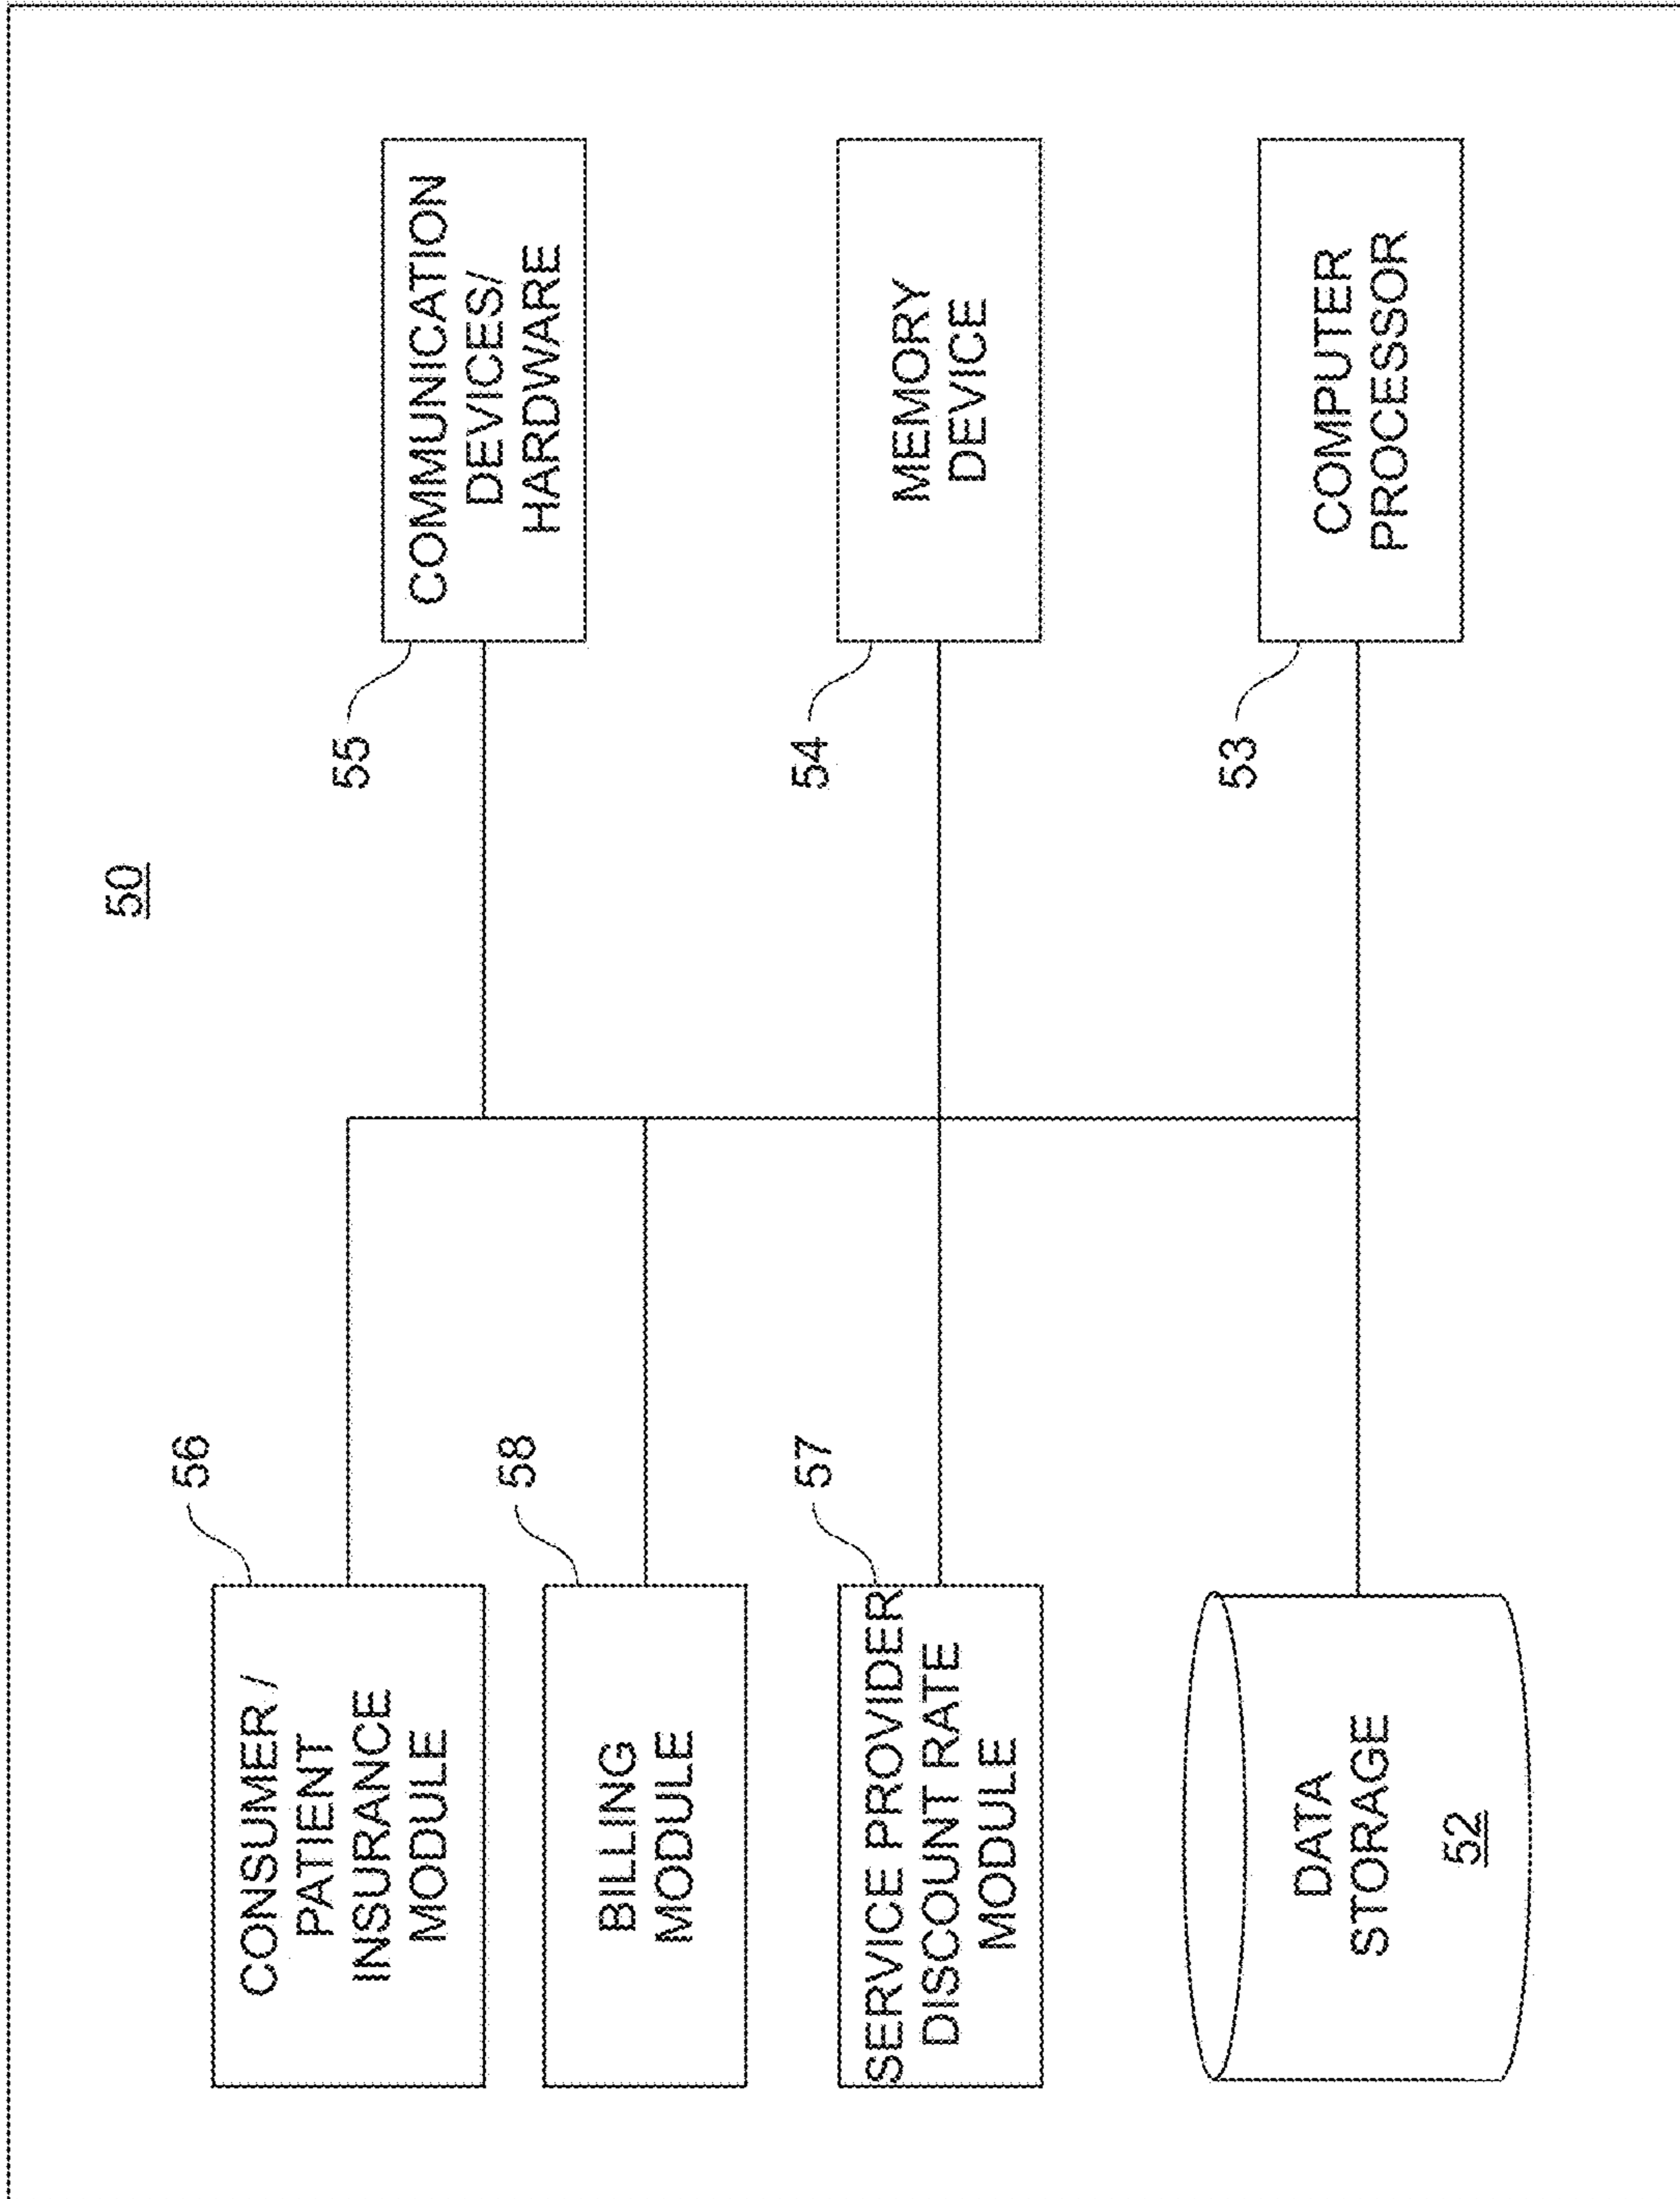 50
56
CONSUMER /
PATIENT
INSURANCE
MODULE
58
BILLING
MODULE
57
SERVICE PROVIDER
DISCOUNT RATE
MODULE
DATA
STORAGE
52
55
COMMUNICATION
DEVICES/
HARDWARE
54
MEMORY
DEVICE
53
COMPUTER
PROCESSOR